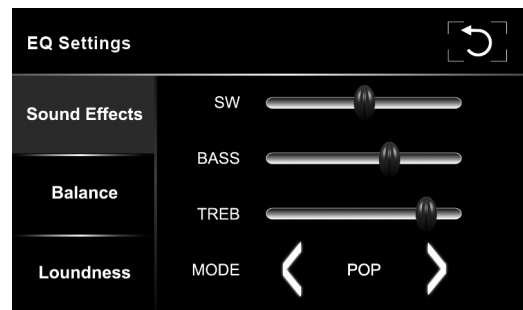 EQ Settings
Sound Effects
Balance
Loundness
SW
BASS
TREB
MODE POP